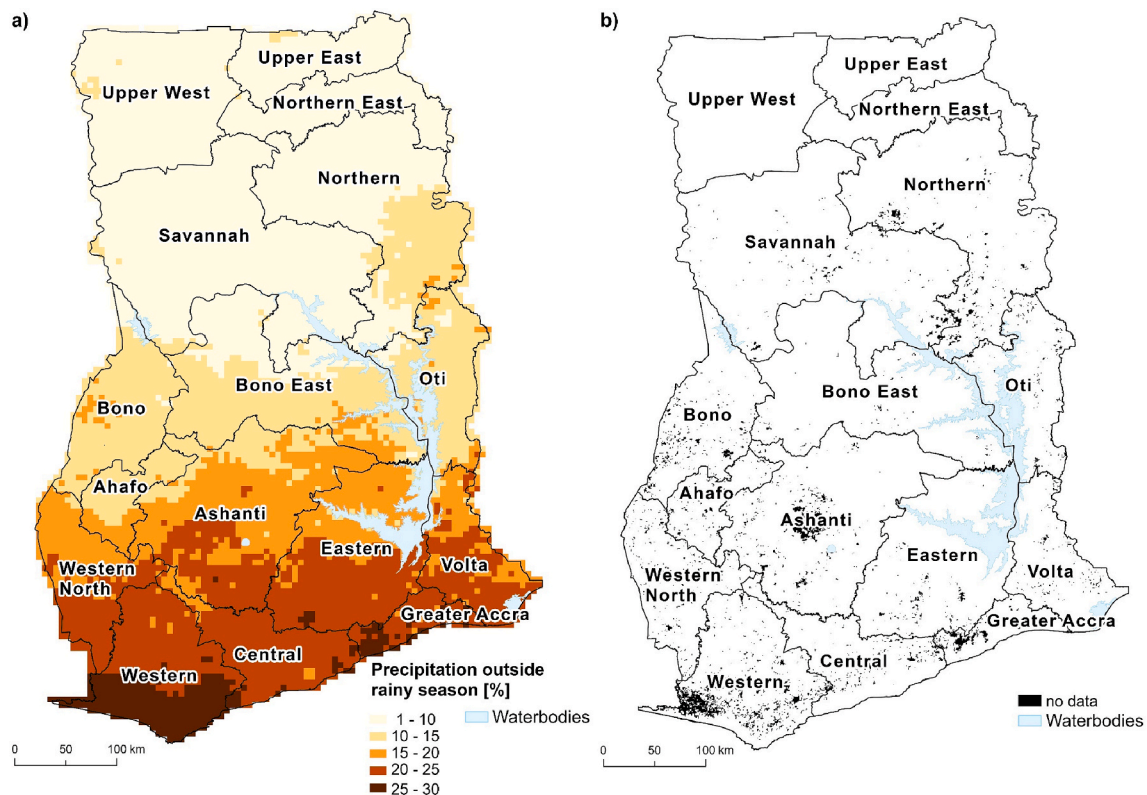 a)
Upper East
Upper West
Northern East
Northern
Savannah
Bono East
Oti
Bono
Ahafo
Ashanti
Eastern
Western
North
Volta
Greater Accra
Central
Western
Precipitation outside
rainy season [%]
1 - 10
10 - 15
15 - 20
20 - 25
25 - 30
Waterbodies
0 50 100 km
b)
Upper East
Upper West
Northern East
Northern
Savannah
Bono East
Oti
Bono
Ahafo
Ashanti
Eastern
Western
North
Volta
Greater Accra
Central
Western
no data
Waterbodies
0 50 100 km